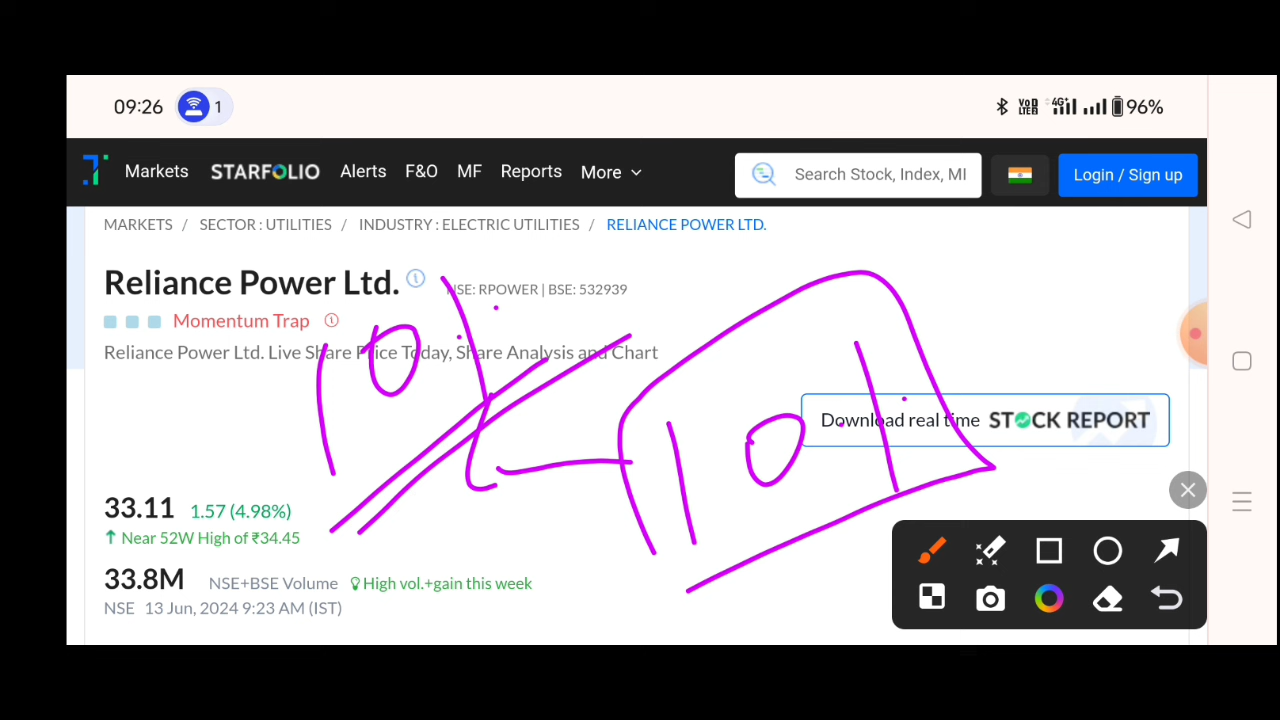 09:26 1 VoD LTE 4G+ 96%
Markets STARFOLIO Alerts F&O MF Reports More Search Stock, Index, MI Login / Sign up
MARKETS / SECTOR : UTILITIES / INDUSTRY : ELECTRIC UTILITIES / RELIANCE POWER LTD.
Reliance Power Ltd. NSE: RPOWER | BSE: 532939
Momentum Trap
Reliance Power Ltd. Live Share Price Today, Share Analysis and Chart
Download real time STOCK REPORT
33.11 1.57 (4.98%)
Near 52W High of ₹34.45
33.8M NSE+BSE Volume High vol.+gain this week
NSE 13 Jun, 2024 9:23 AM (IST)